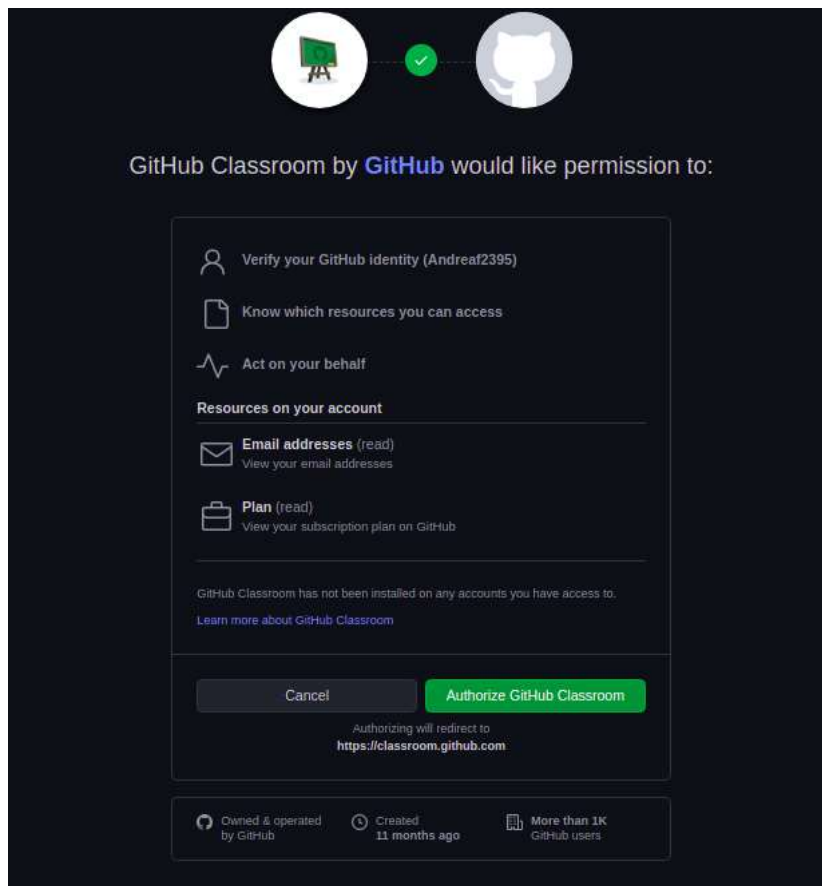 GitHub Classroom by GitHub would like permission to:
Verify your GitHub identity (Andreaf2395)
Know which resources you can access
Act on your behalf
Resources on your account
Email addresses (read)
View your email addresses
Plan (read)
View your subscription plan on GitHub
GitHub Classroom has not been installed on any accounts you have access to.
Learn more about GitHub Classroom
Cancel
Authorize GitHub Classroom
Authorizing will redirect to
https://classroom.github.com
Owned & operated
by GitHub
Created
11 months ago
More than 1K
GitHub users